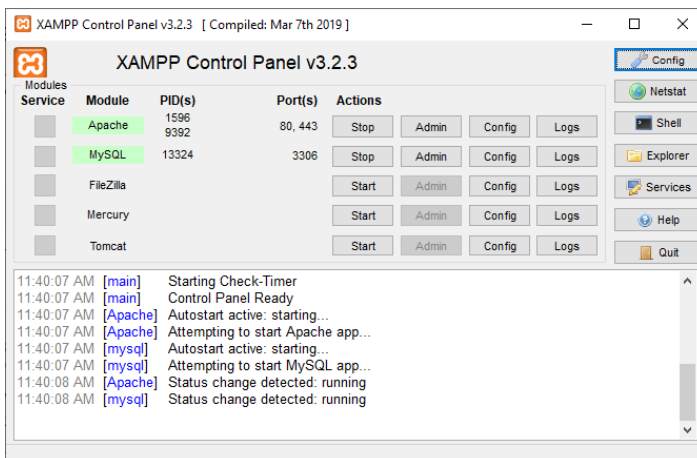 XAMPP Control Panel v3.2.3 [ Compiled: Mar 7th 2019 ]
XAMPP Control Panel v3.2.3
Config
Modules
Service Module PID(s) Port(s) Actions
Netstat
Apache 1596 9392 80, 443 Stop Admin Config Logs
Shell
MySQL 13324 3306 Stop Admin Config Logs
Explorer
FileZilla Start Admin Config Logs
Services
Mercury Start Admin Config Logs
Help
Tomcat Start Admin Config Logs
Quit
11:40:07 AM [main] Starting Check-Timer
11:40:07 AM [main] Control Panel Ready
11:40:07 AM [Apache] Autostart active: starting...
11:40:07 AM [Apache] Attempting to start Apache app...
11:40:07 AM [mysql] Autostart active: starting...
11:40:07 AM [mysql] Attempting to start MySQL app...
11:40:08 AM [Apache] Status change detected: running
11:40:08 AM [mysql] Status change detected: running